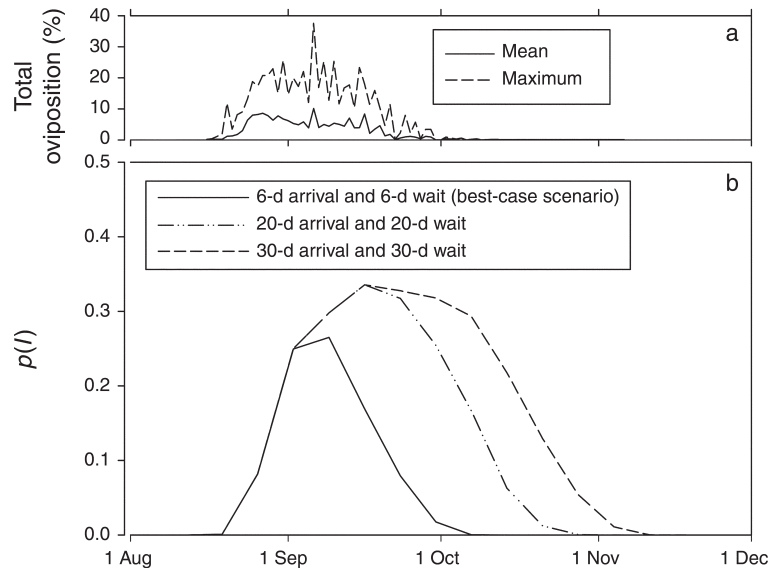 40
30
20
10
0
Total
oviposition (%)
a
Mean
Maximum
0.5
0.4
0.3
0.2
0.1
0.0
p(I)
b
6-d arrival and 6-d wait (best-case scenario)
20-d arrival and 20-d wait
30-d arrival and 30-d wait
1 Aug
1 Sep
1 Oct
1 Nov
1 Dec